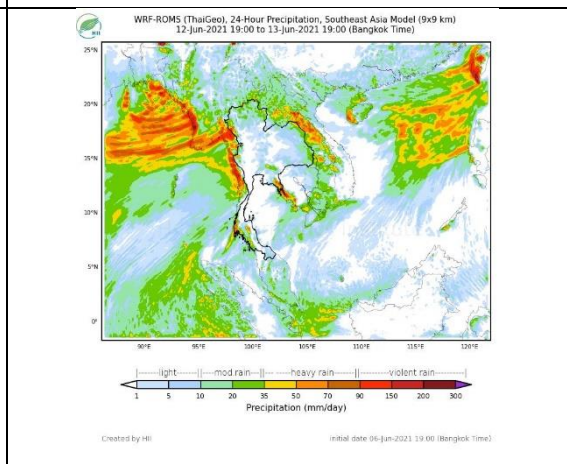 HII
WRF-ROMS (ThaiGeo), 24-Hour Precipitation, Southeast Asia Model (9x9 km)
12-Jun-2021 19:00 to 13-Jun-2021 19:00 (Bangkok Time)
25°N
20°N
15°N
10°N
5°N
0°
90°E 95°E 100°E 105°E 110°E 115°E 120°E
|--------light--------||----mod rain---||--- ----heavy rain----||------violent rain------|
1 5 10 20 35 50 70 90 150 200 300
Precipitation (mm/day)
Created by HII Initial date 06-Jun-2021 19:00 (Bangkok Time)